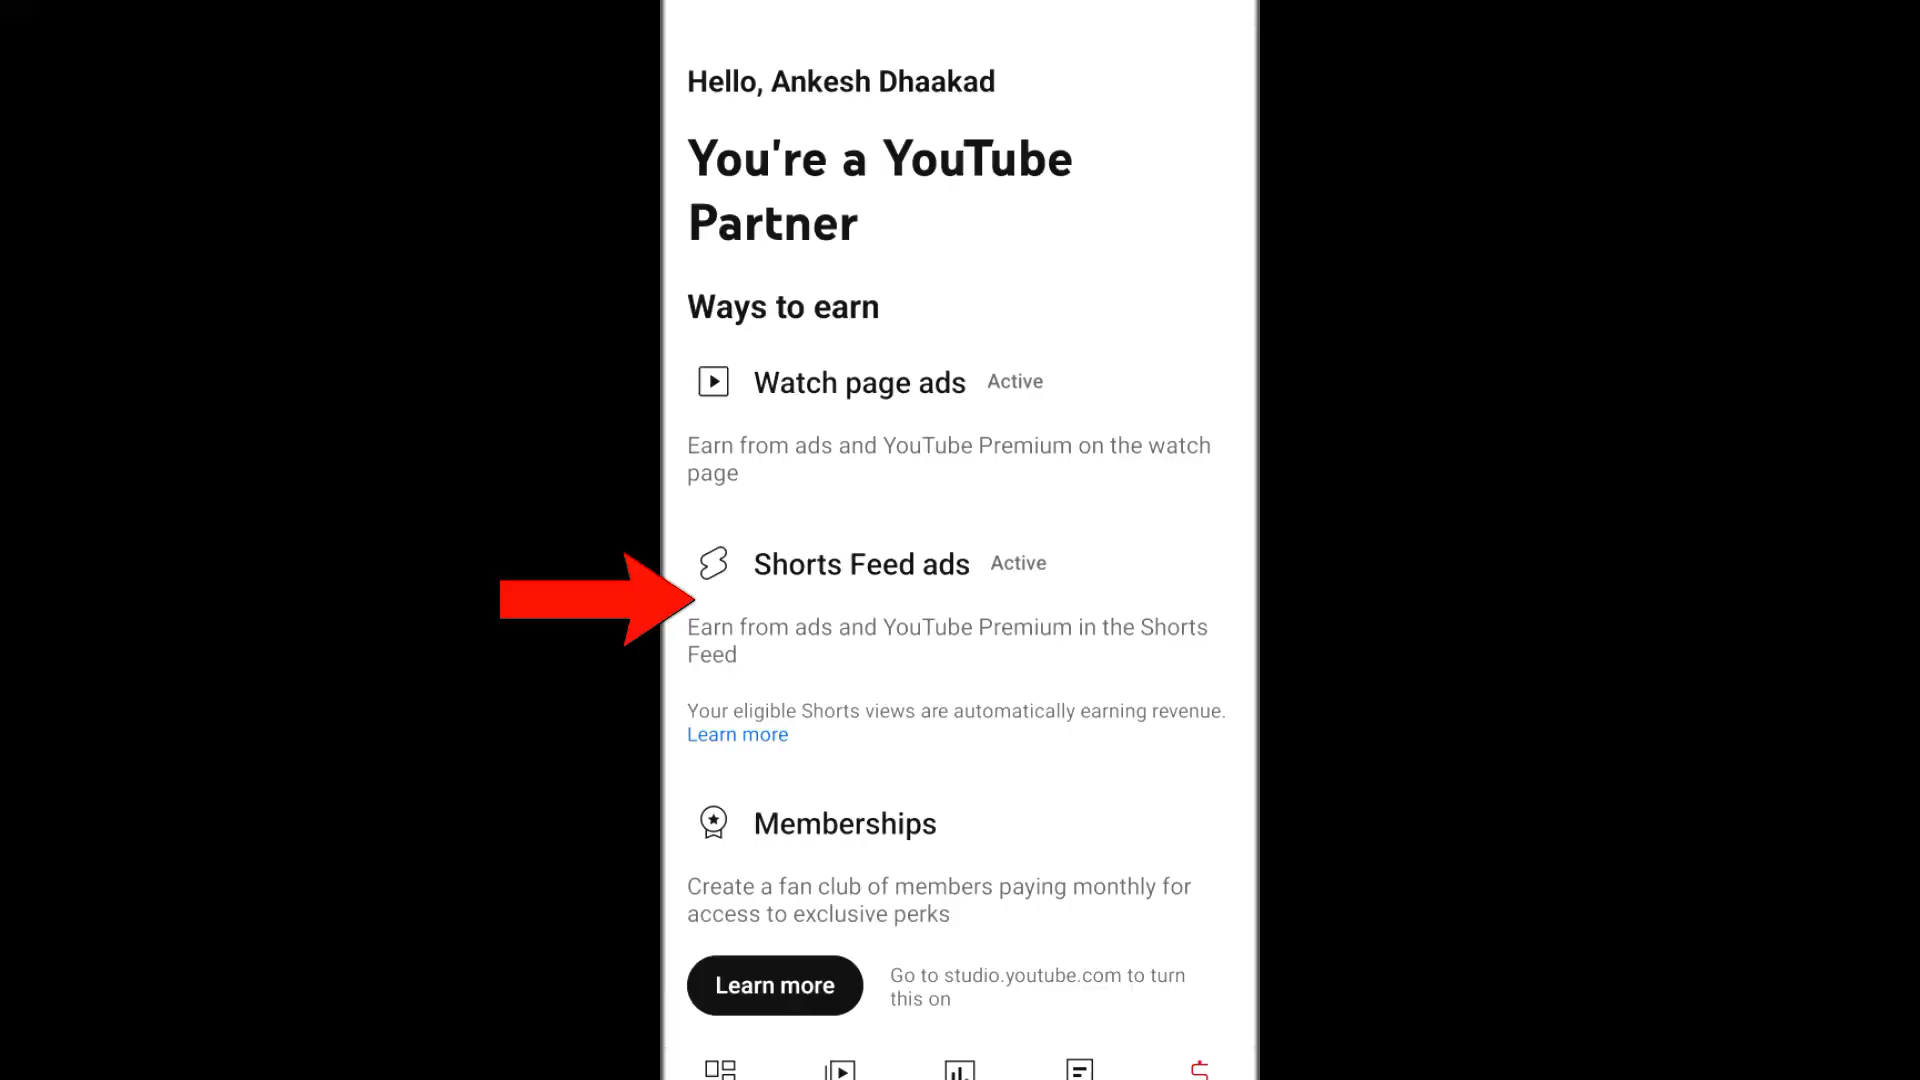 Hello, Ankesh Dhaakad
You're a YouTube
Partner
Ways to earn
Watch page ads Active
Earn from ads and YouTube Premium on the watch
page
Shorts Feed ads Active
Earn from ads and YouTube Premium in the Shorts
Feed
Your eligible Shorts views are automatically earning revenue.
Learn more
Memberships
Create a fan club of members paying monthly for
access to exclusive perks
Learn more
Go to studio.youtube.com to turn
this on